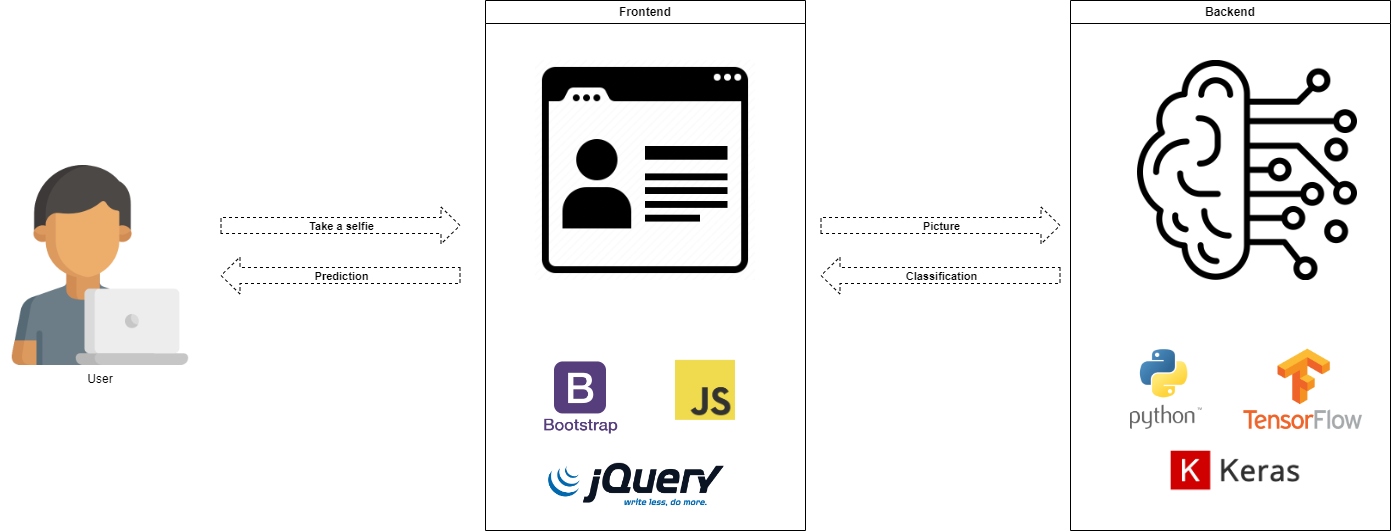 Frontend
Backend
Take a selfie
Picture
Prediction
Classification
User
B
Bootstrap
JS
python™
TensorFlow
jQuery
write less, do more.
K Keras